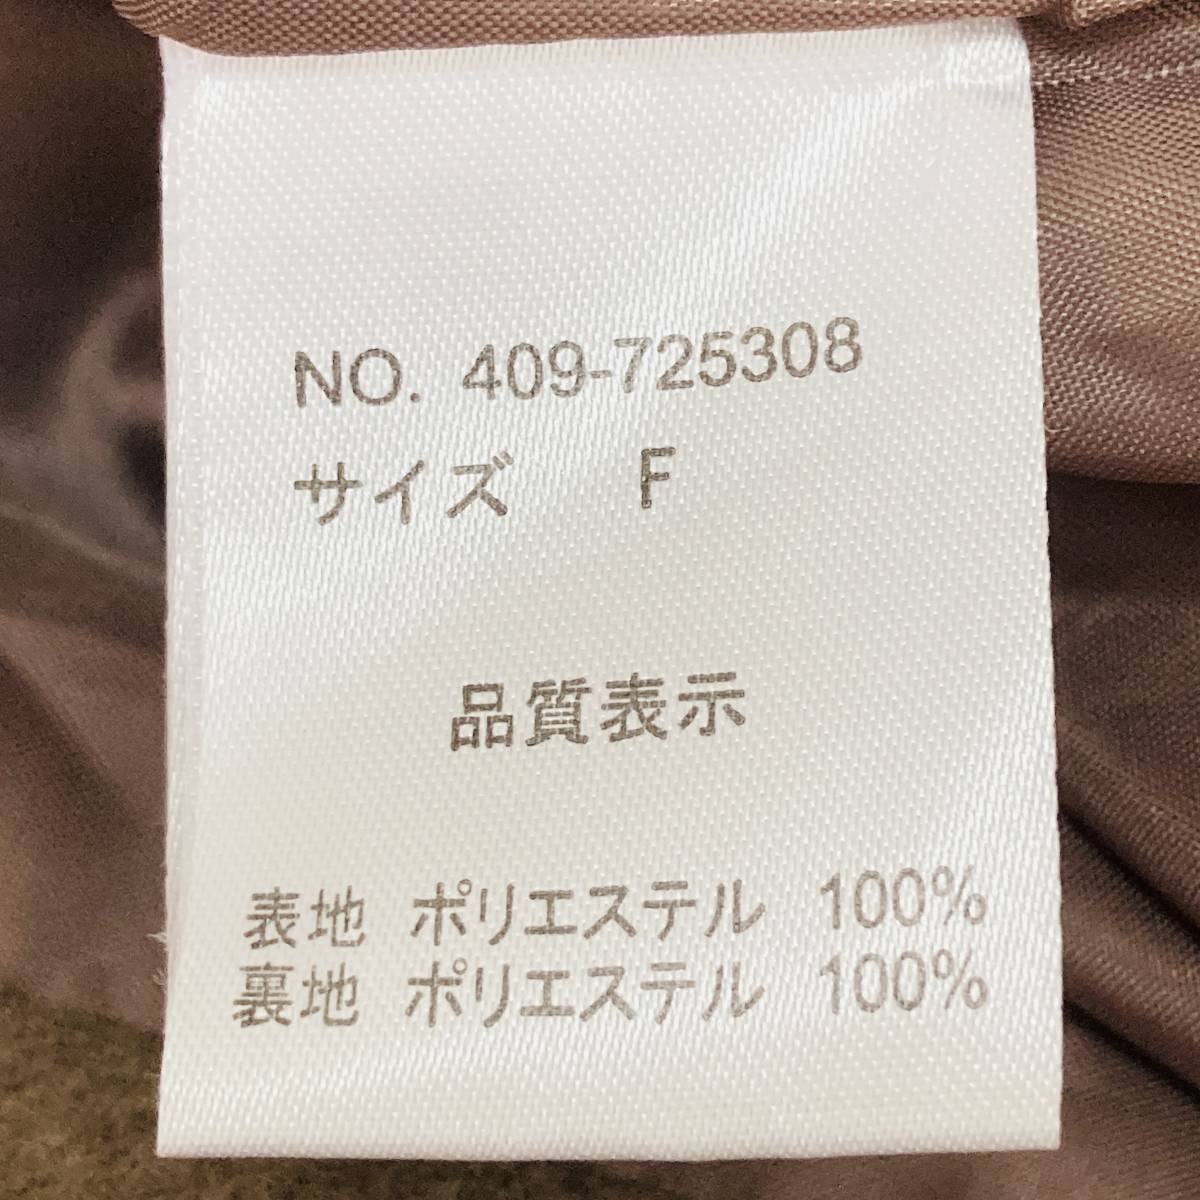 NO. 409-725308
サイズ F
品質表示
表地 ポリエステル 100%
裏地 ポリエステル 100%